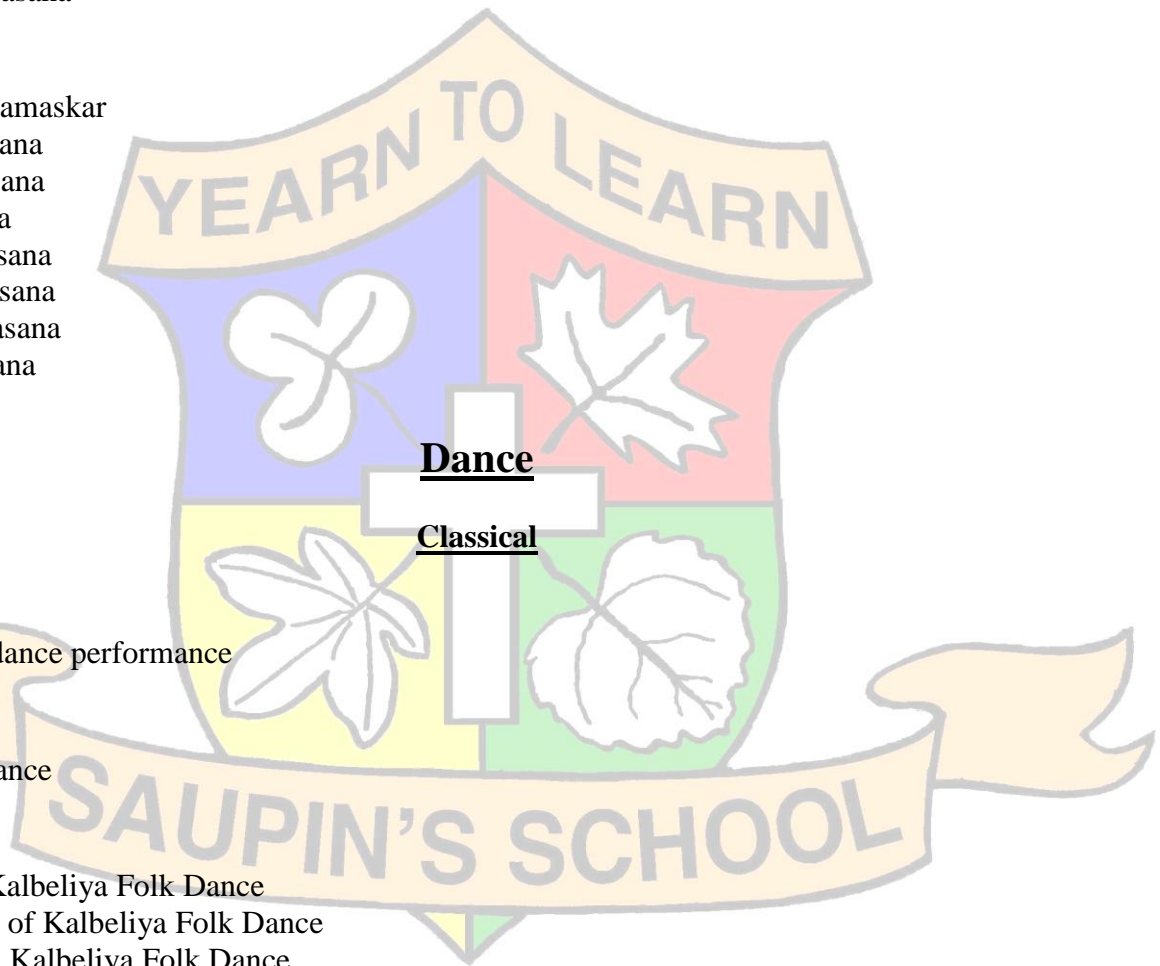 asana
amaskar
ana
ana
a
sana
sana
asana
ana
YEARN TO LEARN
Dance
Classical
dance performance
ance
SAUPIN'S SCHOOL
Kalbeliya Folk Dance
of Kalbeliya Folk Dance
Kalbeliya Folk Dance